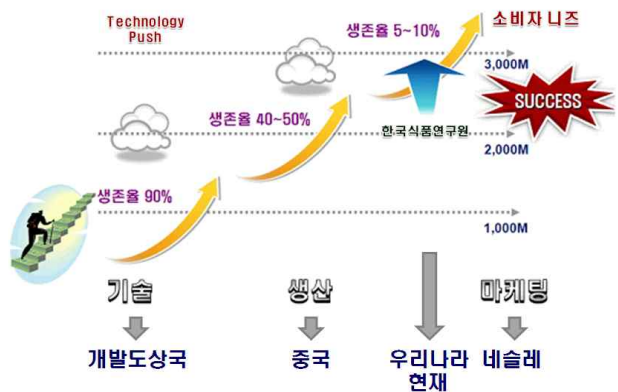 Technology
Push
생존율 5~10%
소비자 니즈
3,000M
SUCCESS
생존율 40~50%
한국식품연구원
2,000M
생존율 90%
1,000M
기술
생산
마케팅
개발도상국
중국
우리나라
현재
네슬레